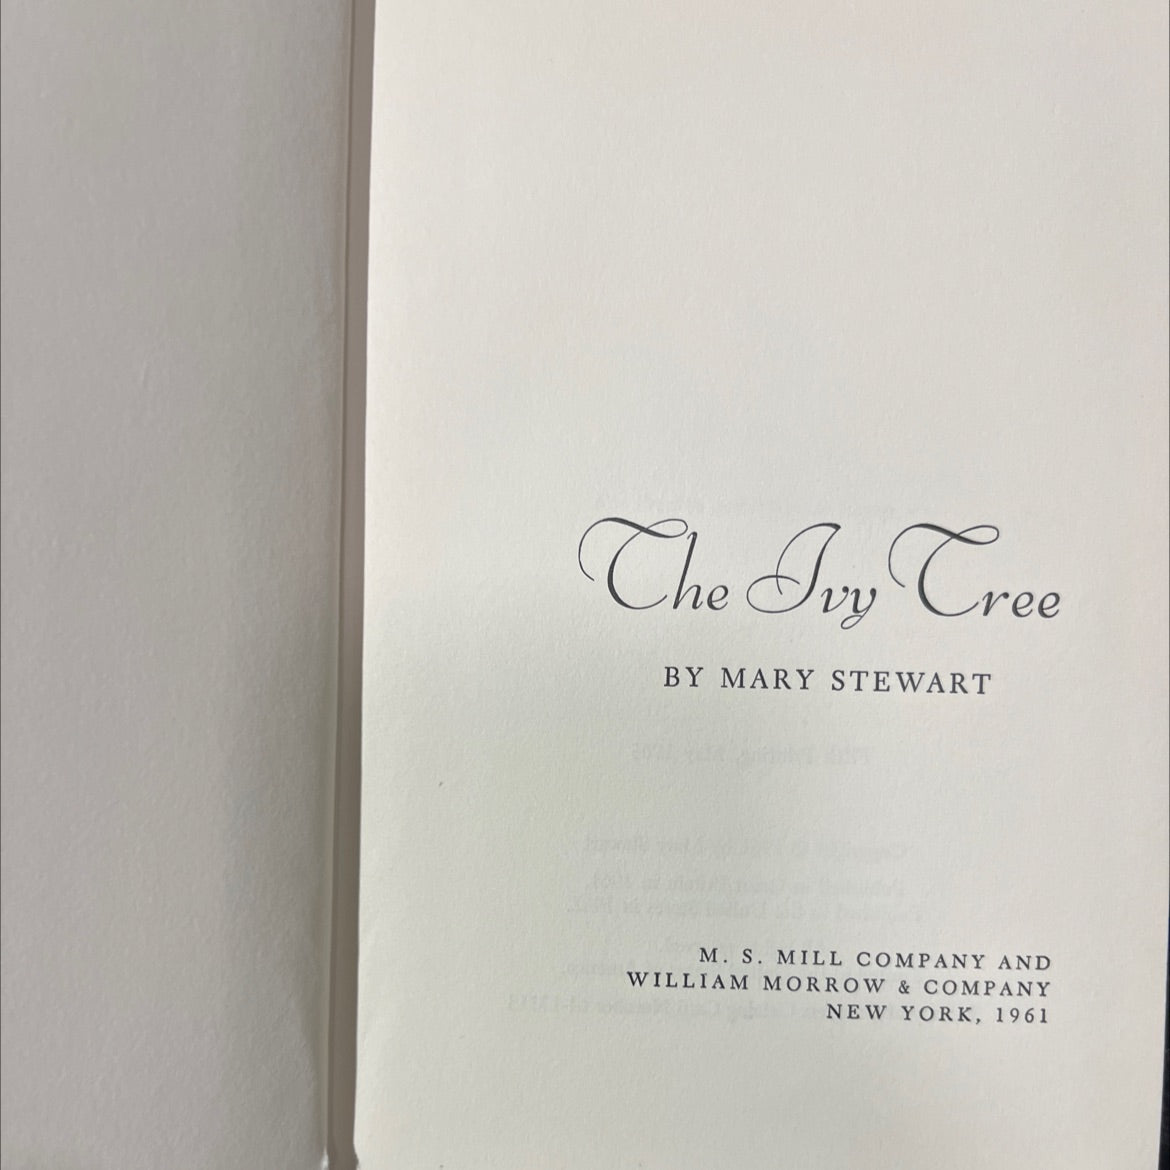 The Ivy Tree
BY MARY STEWART
M. S. MILL COMPANY AND
WILLIAM MORROW & COMPANY
NEW YORK, 1961